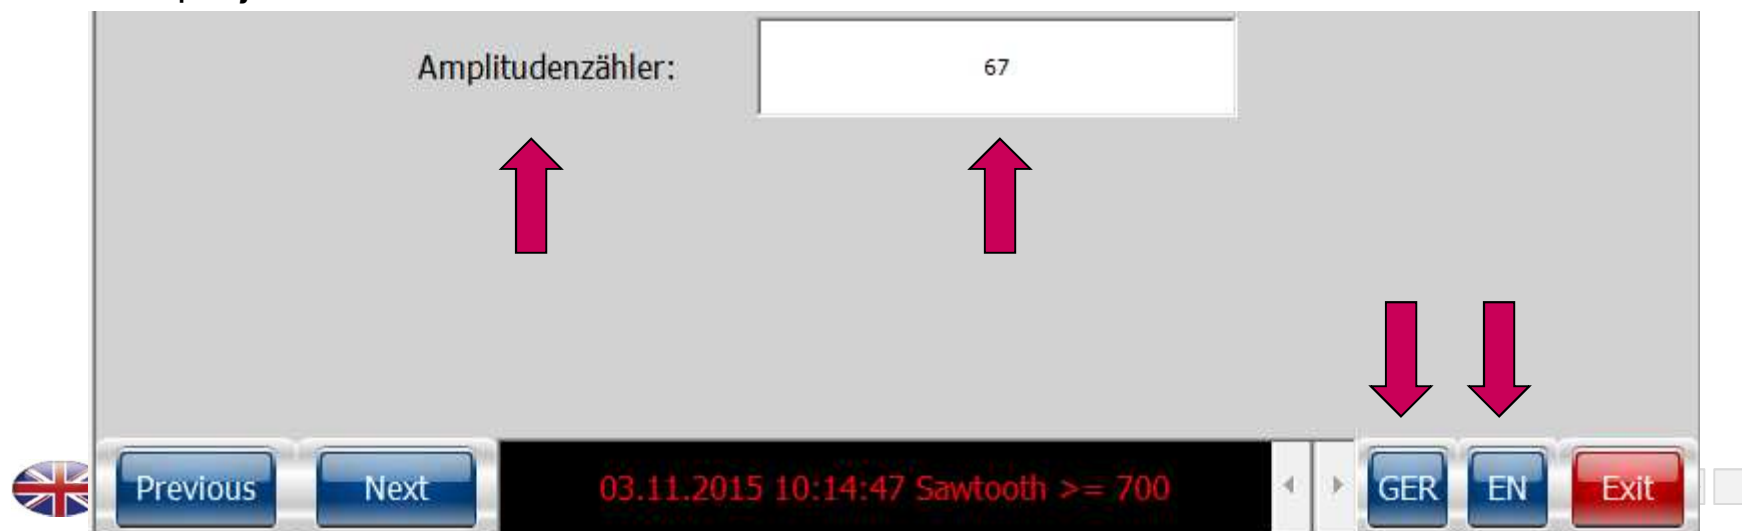 Amplitudenzähler:
67
Previous
Next
03.11.2015 10:14:47 Sawtooth >= 700
GER
EN
Exit